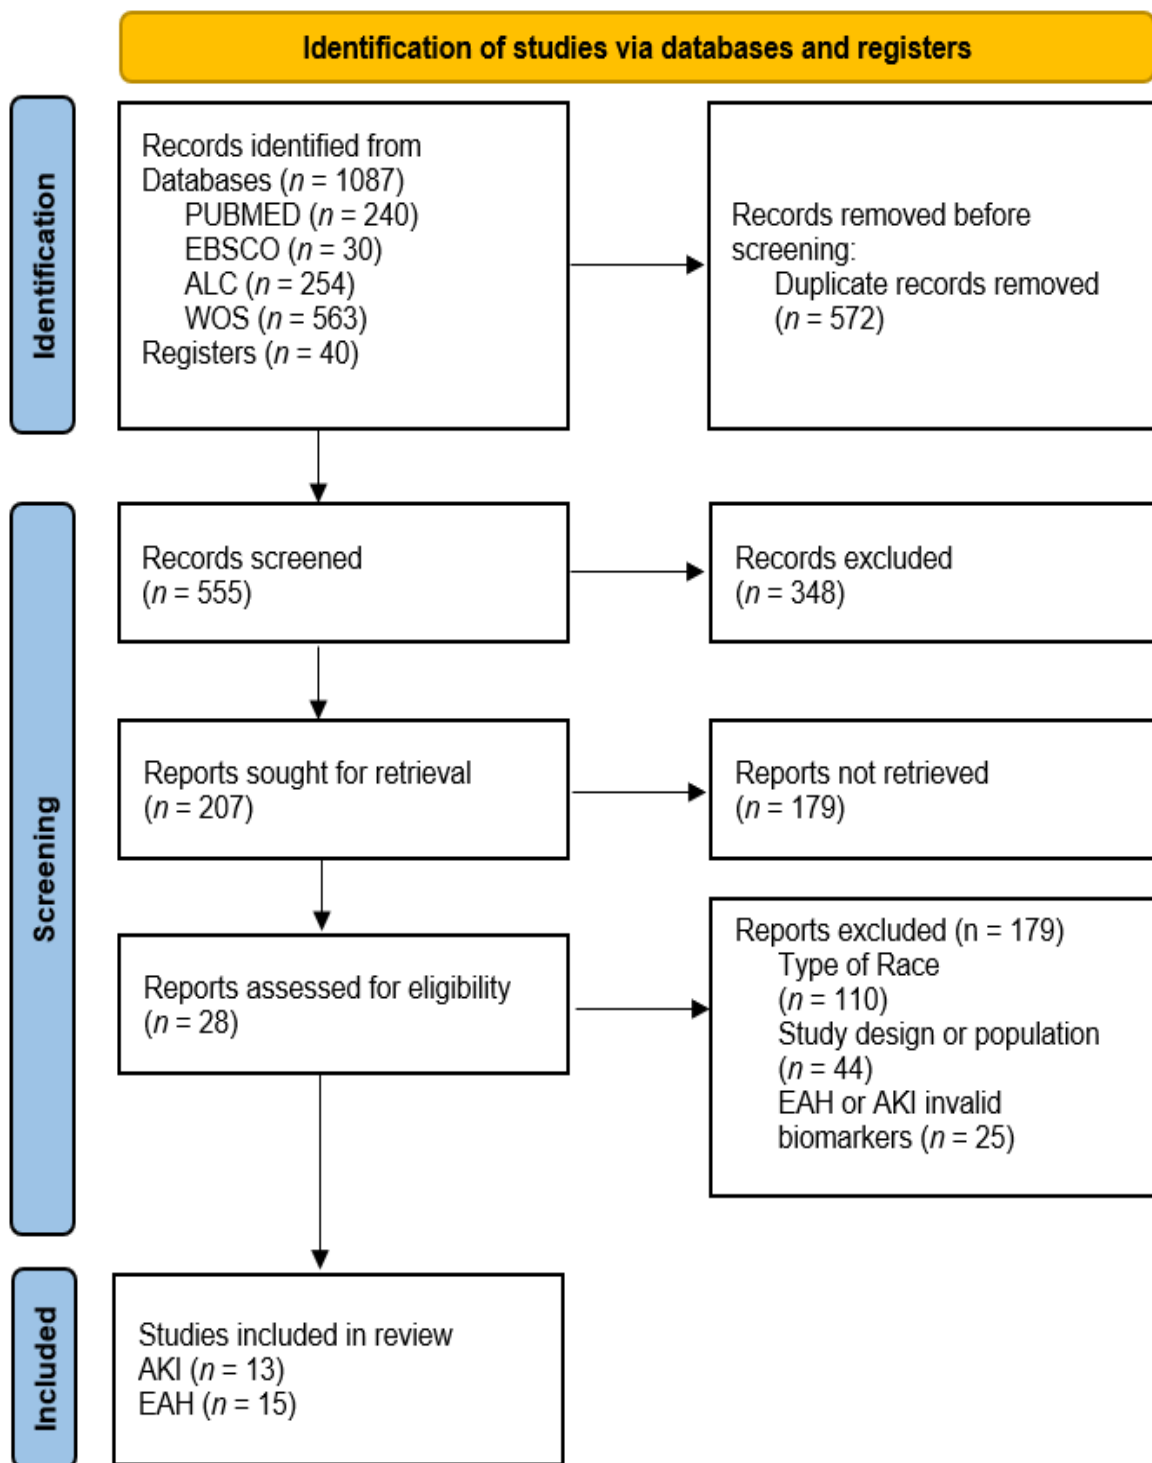 Identification of studies via databases and registers
Identification
Records identified from
Databases (n = 1087)
PUBMED (n = 240)
EBSCO (n = 30)
ALC (n = 254)
WOS (n = 563)
Registers (n = 40)
Records removed before
screening:
Duplicate records removed
(n = 572)
Screening
Records screened
(n = 555)
Records excluded
(n = 348)
Reports sought for retrieval
(n = 207)
Reports not retrieved
(n = 179)
Reports assessed for eligibility
(n = 28)
Reports excluded (n = 179)
Type of Race
(n = 110)
Study design or population
(n = 44)
EAH or AKI invalid
biomarkers (n = 25)
Included
Studies included in review
AKI (n = 13)
EAH (n = 15)